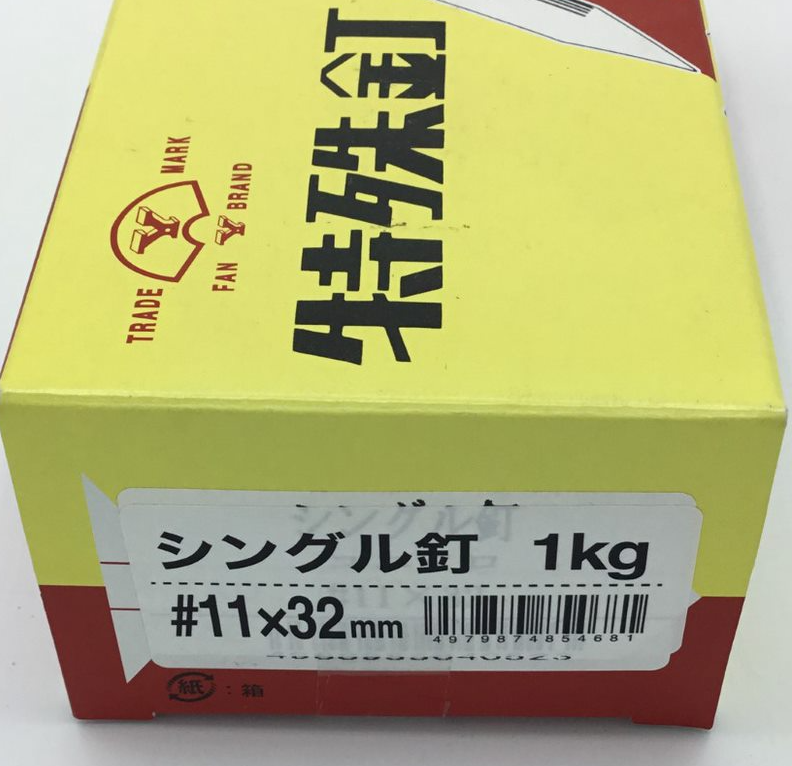 特殊釘
TRADE MARK
Y
FAN Y BRAND
シングル釘 1kg
#11×32mm
4979874854681
紙:箱